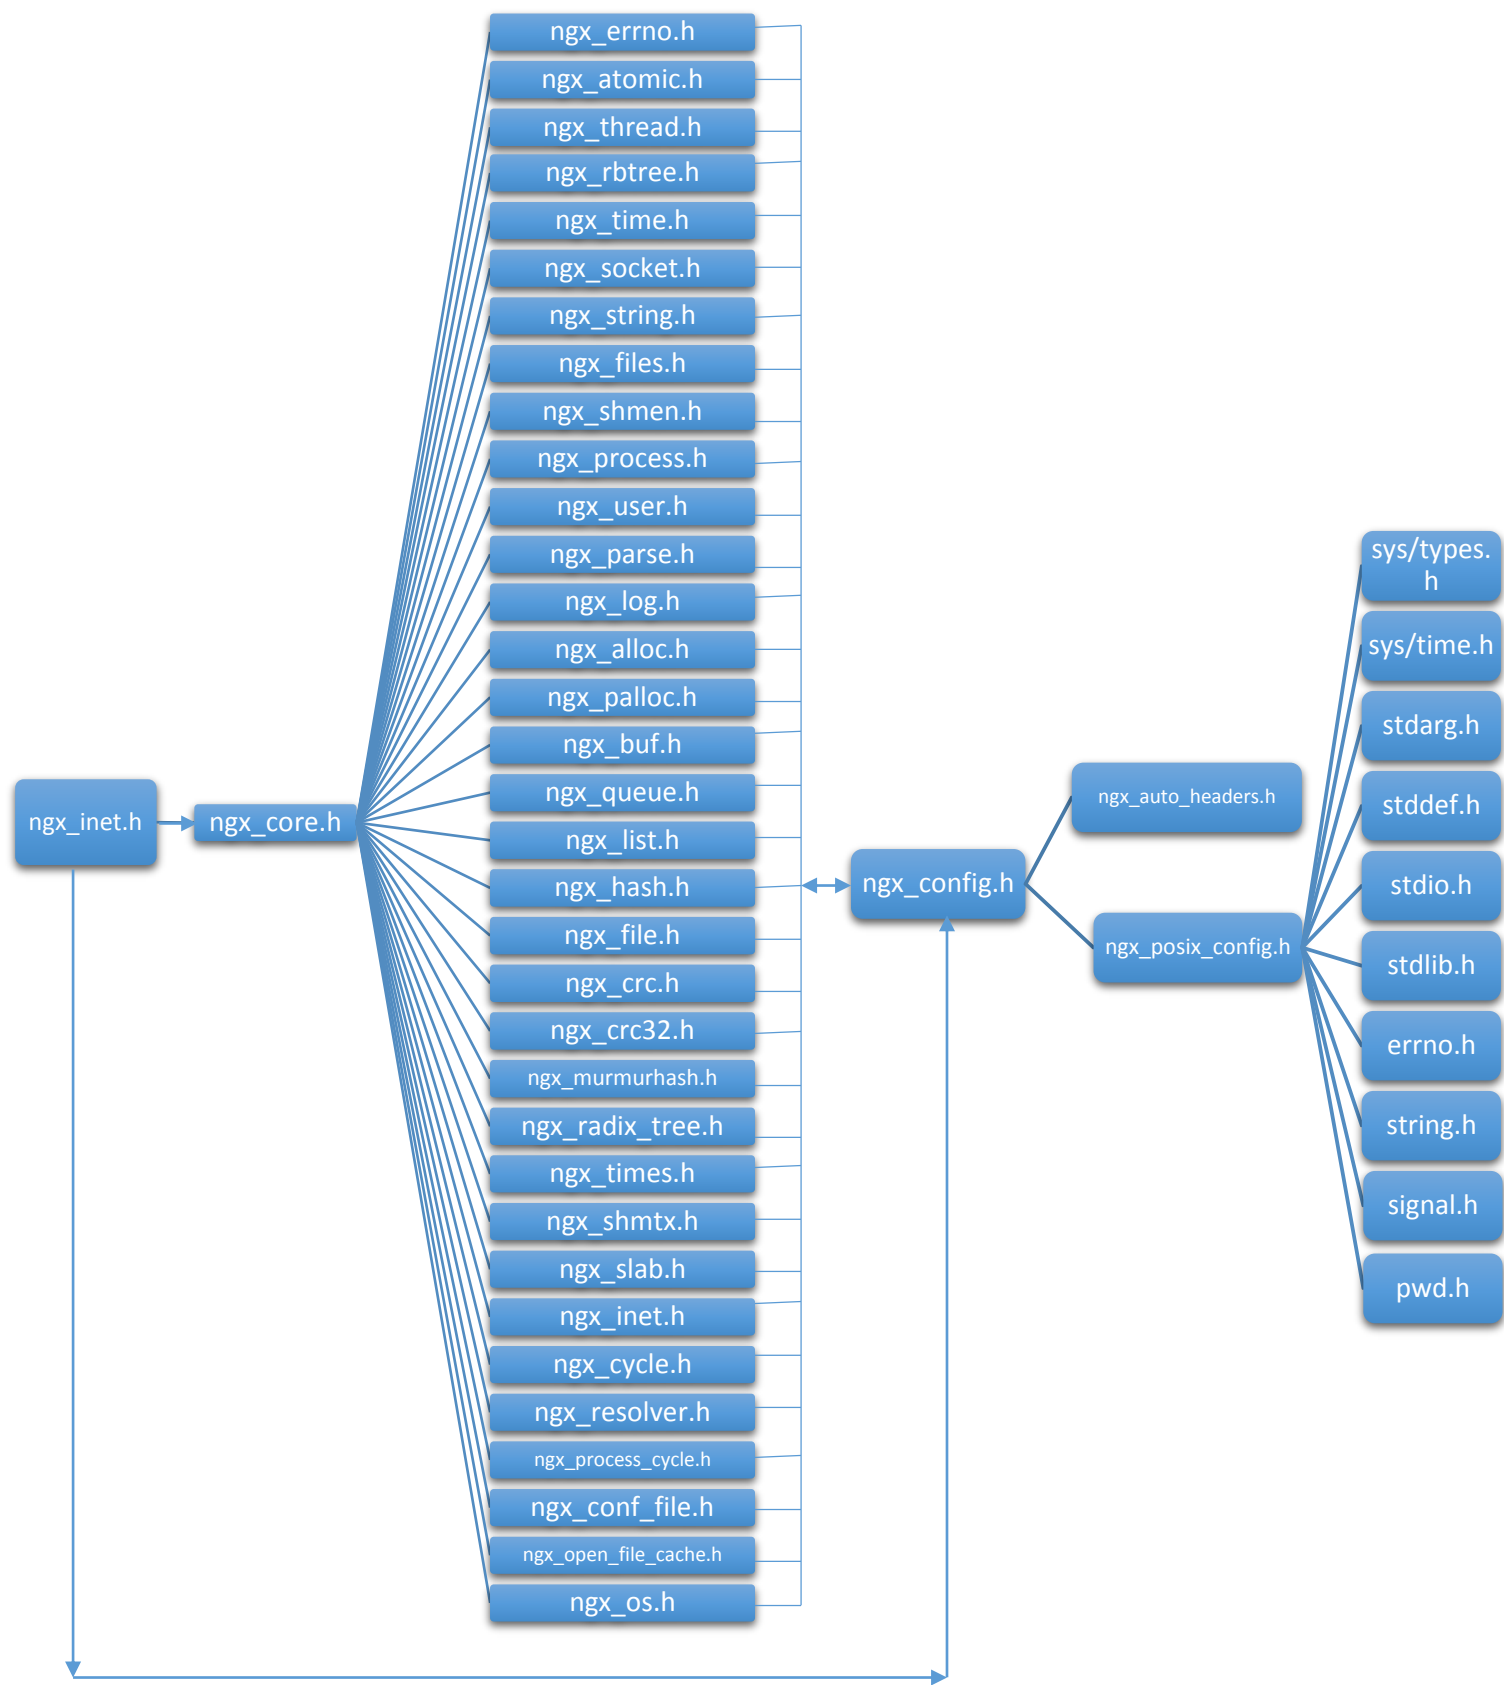 ngx_inet.h
ngx_core.h
ngx_errno.h
ngx_atomic.h
ngx_thread.h
ngx_rbtree.h
ngx_time.h
ngx_socket.h
ngx_string.h
ngx_files.h
ngx_shmen.h
ngx_process.h
ngx_user.h
ngx_parse.h
ngx_log.h
ngx_alloc.h
ngx_palloc.h
ngx_buf.h
ngx_queue.h
ngx_list.h
ngx_hash.h
ngx_file.h
ngx_crc.h
ngx_crc32.h
ngx_murmurhash.h
ngx_radix_tree.h
ngx_times.h
ngx_shmtx.h
ngx_slab.h
ngx_inet.h
ngx_cycle.h
ngx_resolver.h
ngx_process_cycle.h
ngx_conf_file.h
ngx_open_file_cache.h
ngx_os.h
ngx_config.h
ngx_auto_headers.h
ngx_posix_config.h
sys/types.
h
sys/time.h
stdarg.h
stddef.h
stdio.h
stdlib.h
errno.h
string.h
signal.h
pwd.h